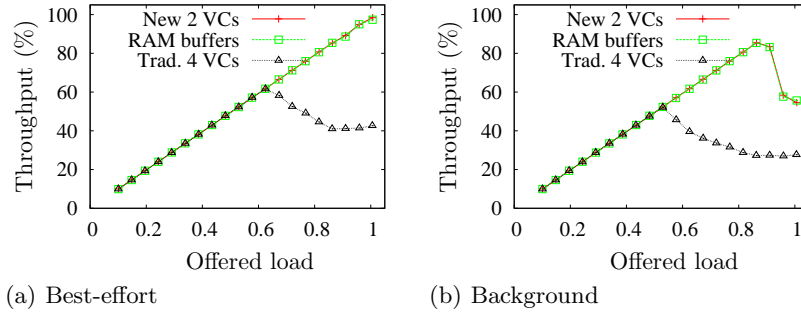 New 2 VCs
RAM buffers
Trad. 4 VCs
100
80
60
40
20
0
Throughput (%)
0 0.2 0.4 0.6 0.8 1
Offered load
(a) Best-effort
New 2 VCs
RAM buffers
Trad. 4 VCs
100
80
60
40
20
0
Throughput (%)
0 0.2 0.4 0.6 0.8 1
Offered load
(b) Background